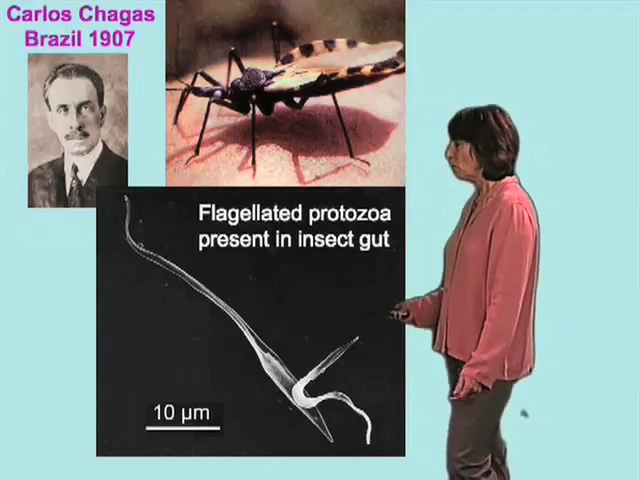 Carlos Chagas
Brazil 1907
Flagellated protozoa
present in insect gut
10 µm